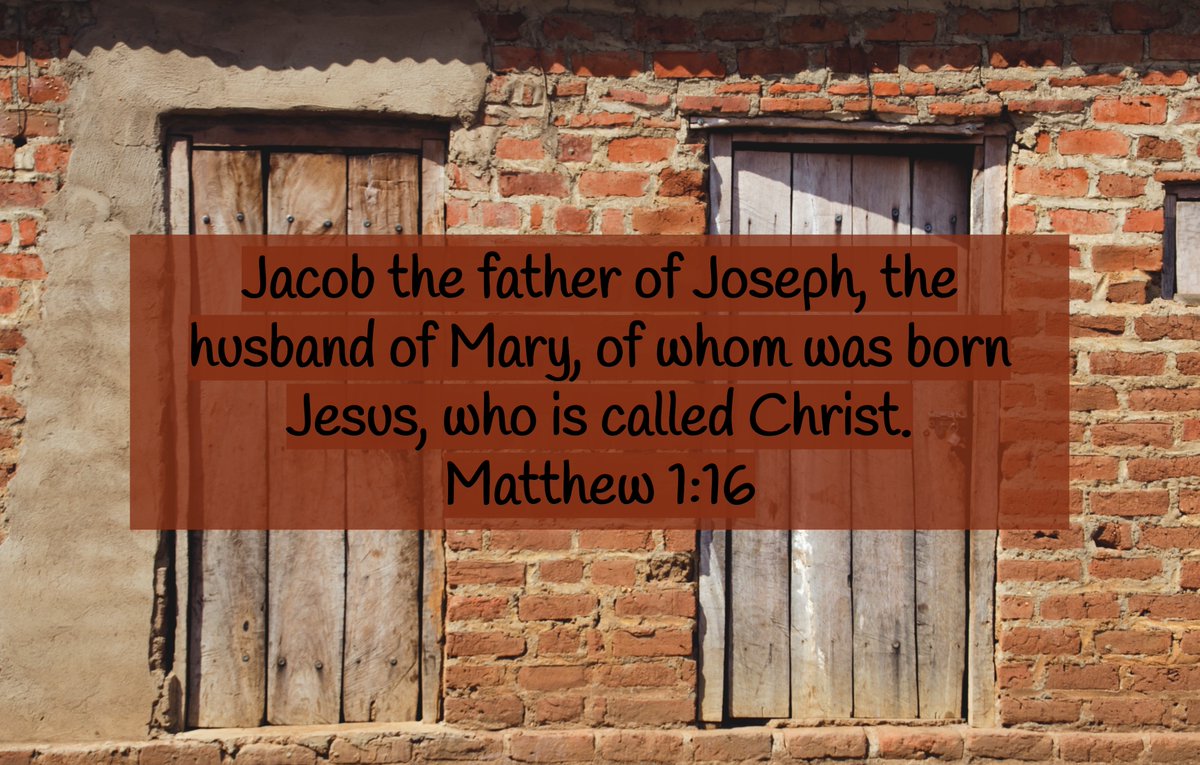 Jacob the father of Joseph, the
husband of Mary, of whom was born
Jesus, who is called Christ.
Matthew 1:16